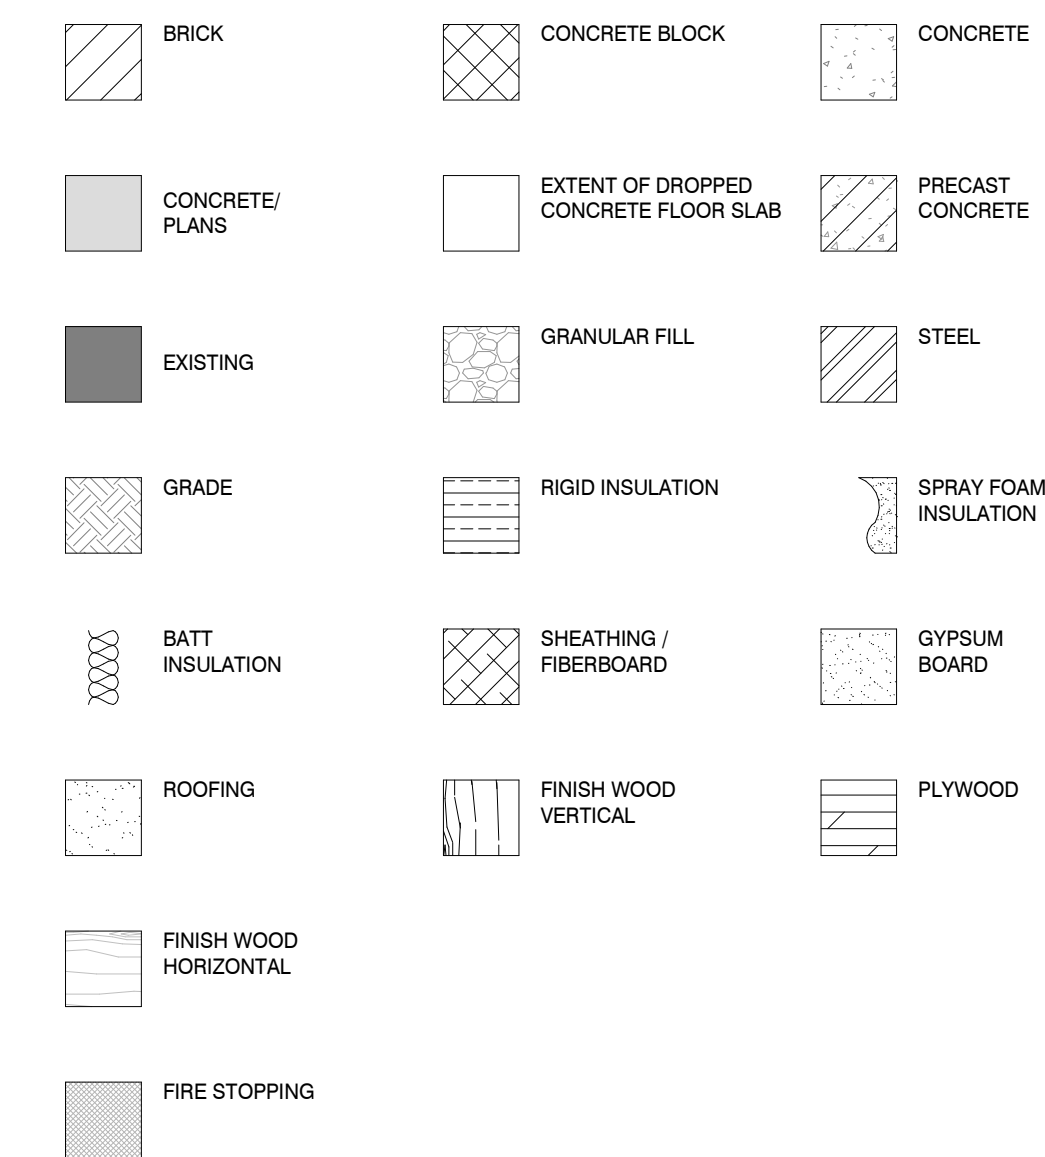 BRICK
CONCRETE BLOCK
CONCRETE
CONCRETE/
PLANS
EXTENT OF DROPPED
CONCRETE FLOOR SLAB
PRECAST
CONCRETE
EXISTING
GRANULAR FILL
STEEL
GRADE
RIGID INSULATION
SPRAY FOAM
INSULATION
BATT
INSULATION
SHEATHING /
FIBERBOARD
GYPSUM
BOARD
ROOFING
FINISH WOOD
VERTICAL
PLYWOOD
FINISH WOOD
HORIZONTAL
FIRE STOPPING